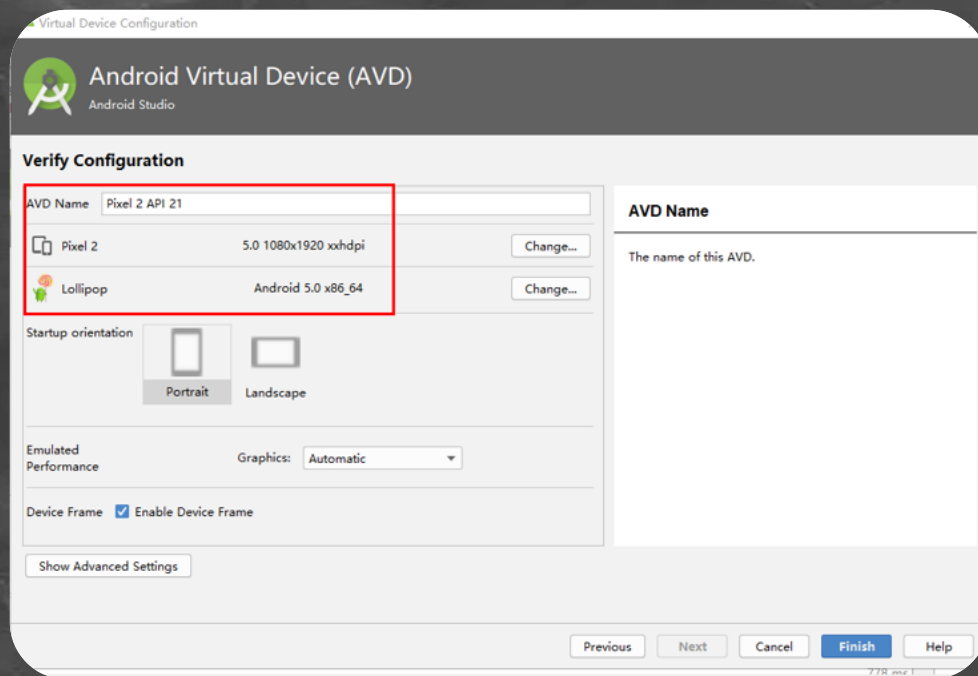 Virtual Device Configuration
Android Virtual Device (AVD)
Android Studio
Verify Configuration
AVD Name Pixel 2 API 21
Pixel 2 5.0 1080x1920 xxhdpi Change...
Lollipop Android 5.0 x86_64 Change...
Startup orientation
Portrait Landscape
Emulated
Performance
Graphics: Automatic
Device Frame Enable Device Frame
Show Advanced Settings
AVD Name
The name of this AVD.
Previous Next Cancel Finish Help
778 ms